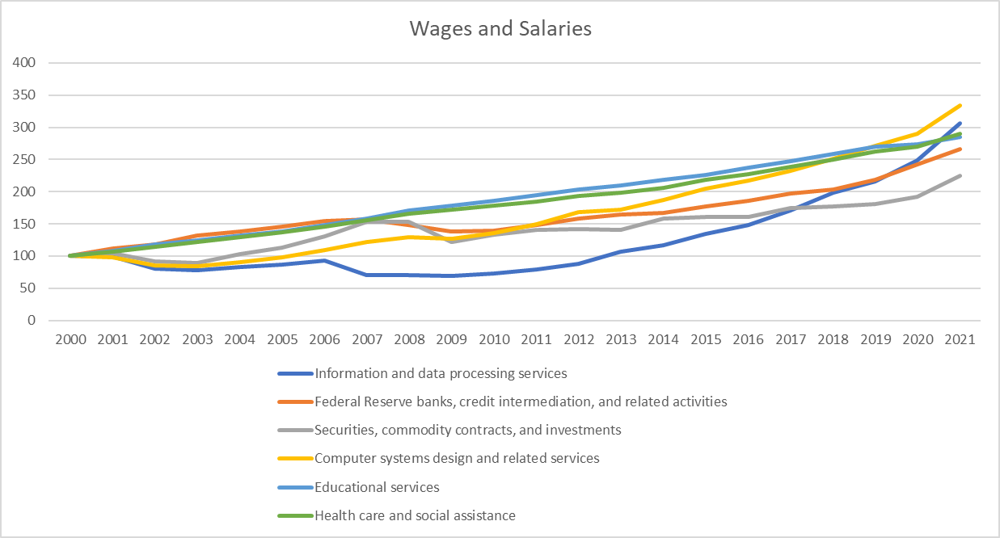 Wages and Salaries
400
350
300
250
200
150
100
50
0
2000 2001 2002 2003 2004 2005 2006 2007 2008 2009 2010 2011 2012 2013 2014 2015 2016 2017 2018 2019 2020 2021
Information and data processing services
Federal Reserve banks, credit intermediation, and related activities
Securities, commodity contracts, and investments
Computer systems design and related services
Educational services
Health care and social assistance